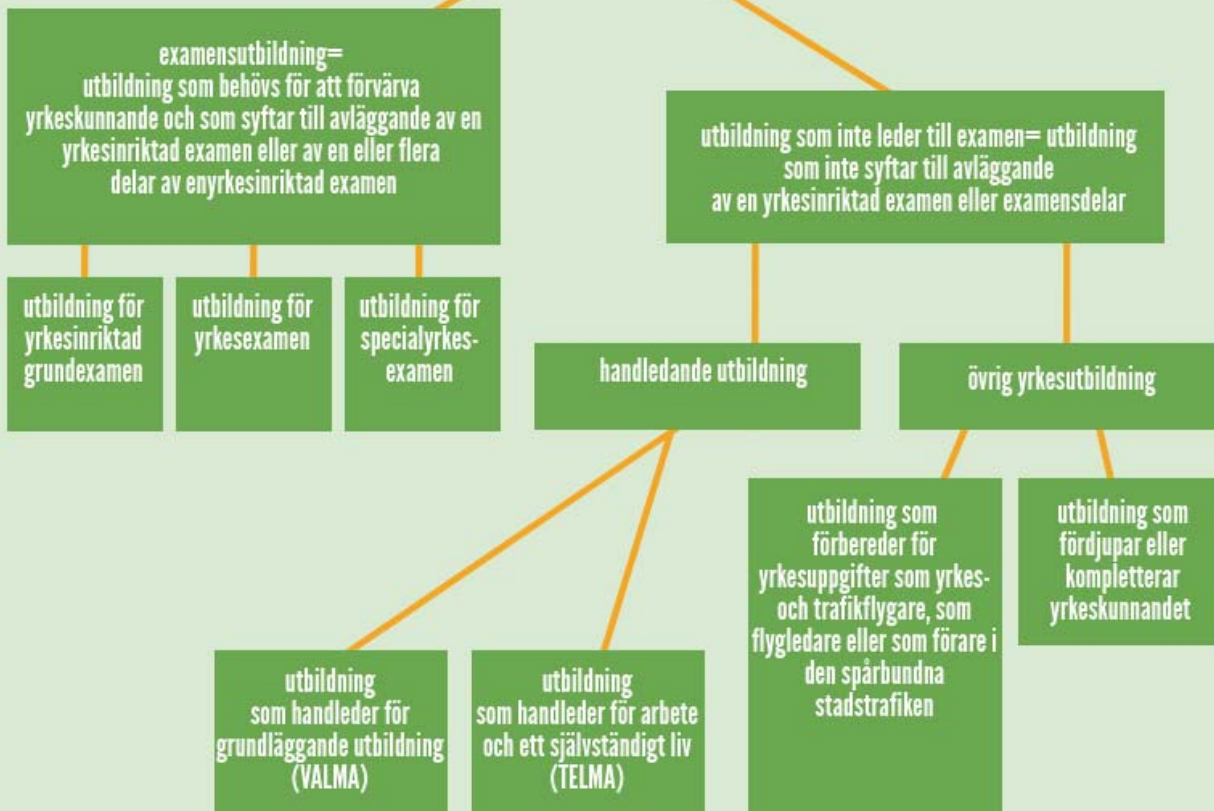 examensutbildning=
utbildning som behövs för att förvärva
yrkeskunnande och som syftar till avläggande av en
yrkesinriktad examen eller av en eller flera
delar av enyrkesinriktad examen
utbildning som inte leder till examen= utbildning
som inte syftar till avläggande
av en yrkesinriktad examen eller examensdelar
utbildning för
yrkesinriktad
grundexamen
utbildning för
yrkesexamen
utbildning för
specialyrkes-
examen
handledande utbildning
övrig yrkesutbildning
utbildning som
förbereder för
yrkesuppgifter som yrkes-
och trafikflygare, som
flygledare eller som förare i
den spårbundna
stadstrafiken
utbildning som
fördjupar eller
kompletterar
yrkeskunnandet
utbildning
som handleder för
grundläggande utbildning
(VALMA)
utbildning
som handleder för arbete
och ett självständigt liv
(TELMA)